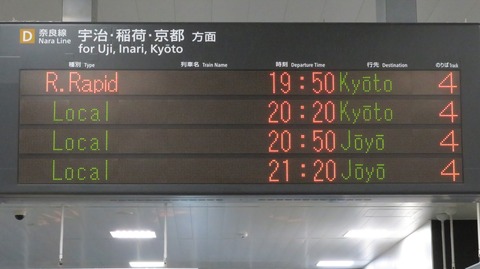 D 奈良線 宇治・稲荷・京都 方面
Nara Line for Uji, Inari, Kyōto
種別 Type 列車名 Train Name 時刻 Departure Time 行先 Destination のりば Track
R.Rapid 19:50 Kyōto 4
Local 20:20 Kyōto 4
Local 20:50 Jōyō 4
Local 21:20 Jōyō 4